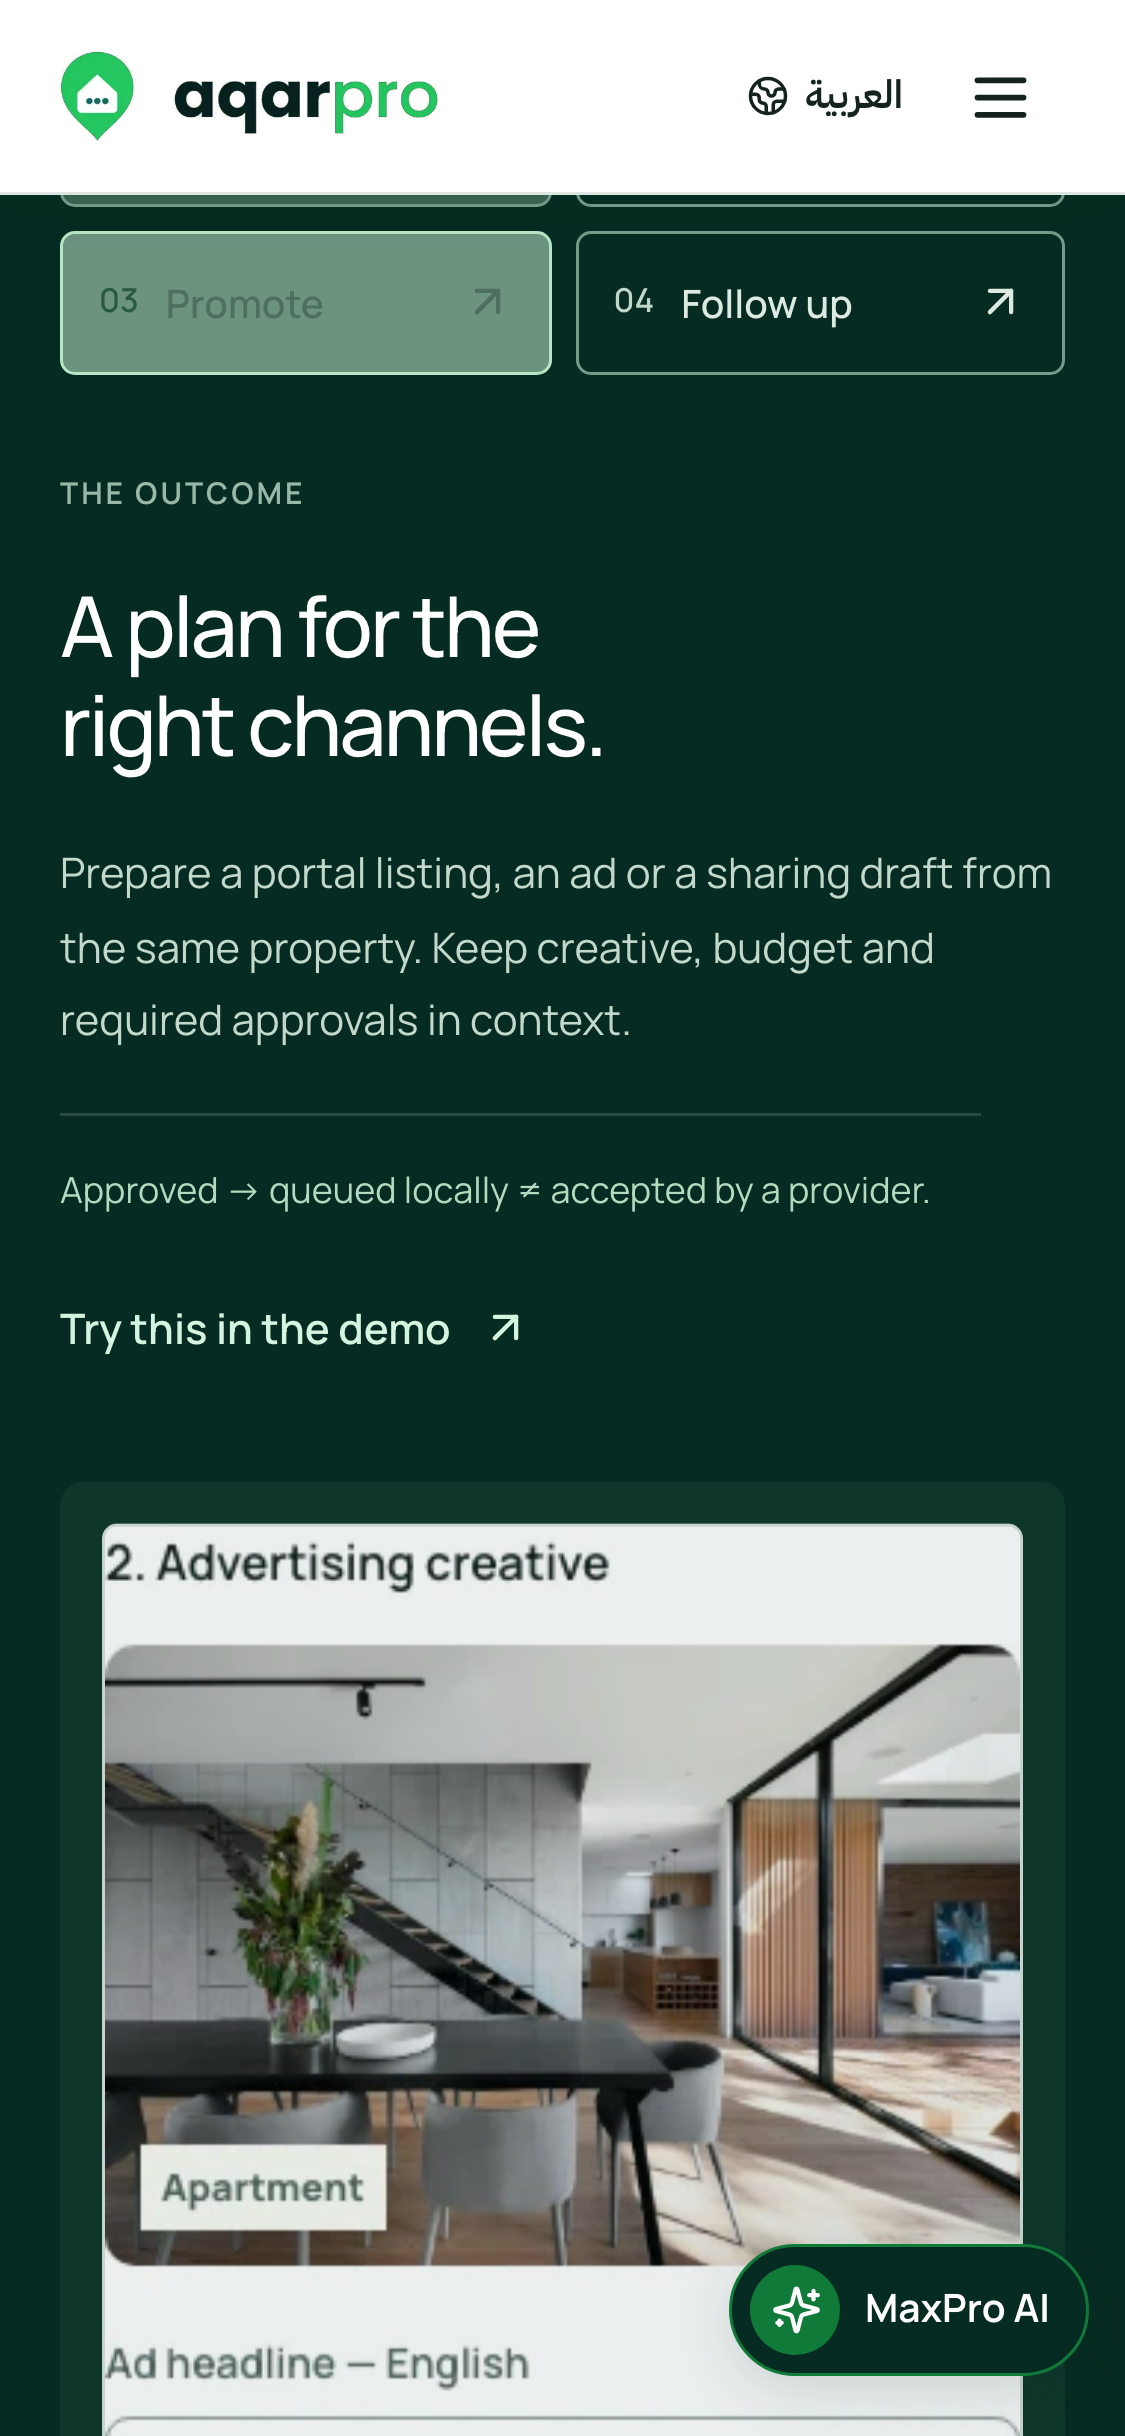 aqarpro
العربية
03 Promote
04 Follow up
THE OUTCOME
A plan for the
right channels.
Prepare a portal listing, an ad or a sharing draft from
the same property. Keep creative, budget and
required approvals in context.
Approved → queued locally ≠ accepted by a provider.
Try this in the demo
2. Advertising creative
Apartment
MaxPro AI
Ad headline — English